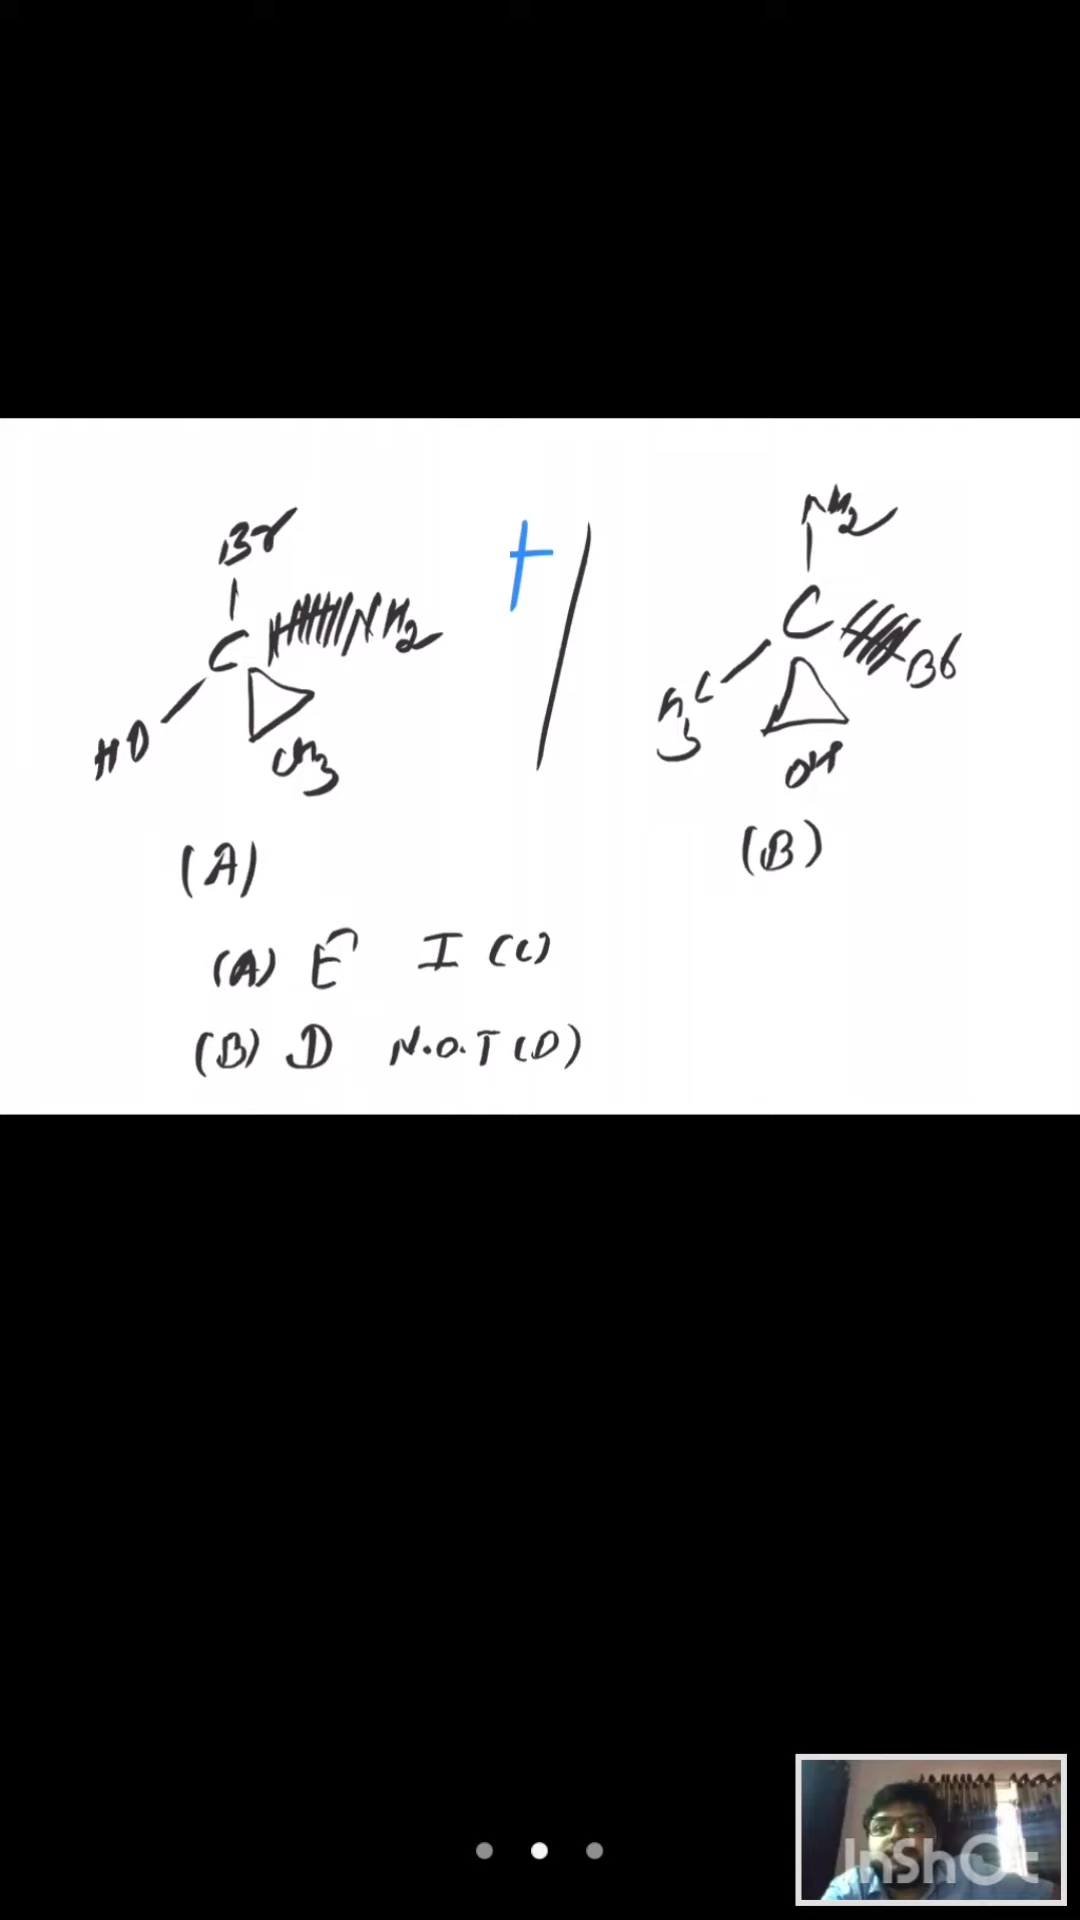 Br
C
NH2
HO
CH3
(A)
+
NH2
C
H3C
Br
OH
(B)
(A) E I (C)
(B) D N.O.T (D)
InShOt